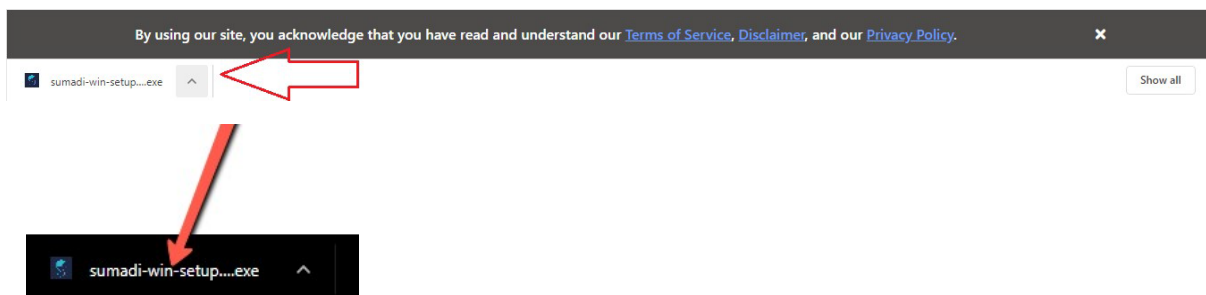 By using our site, you acknowledge that you have read and understand our Terms of Service, Disclaimer, and our Privacy Policy.
sumadi-win-setup....exe
Show all
sumadi-win-setup....exe